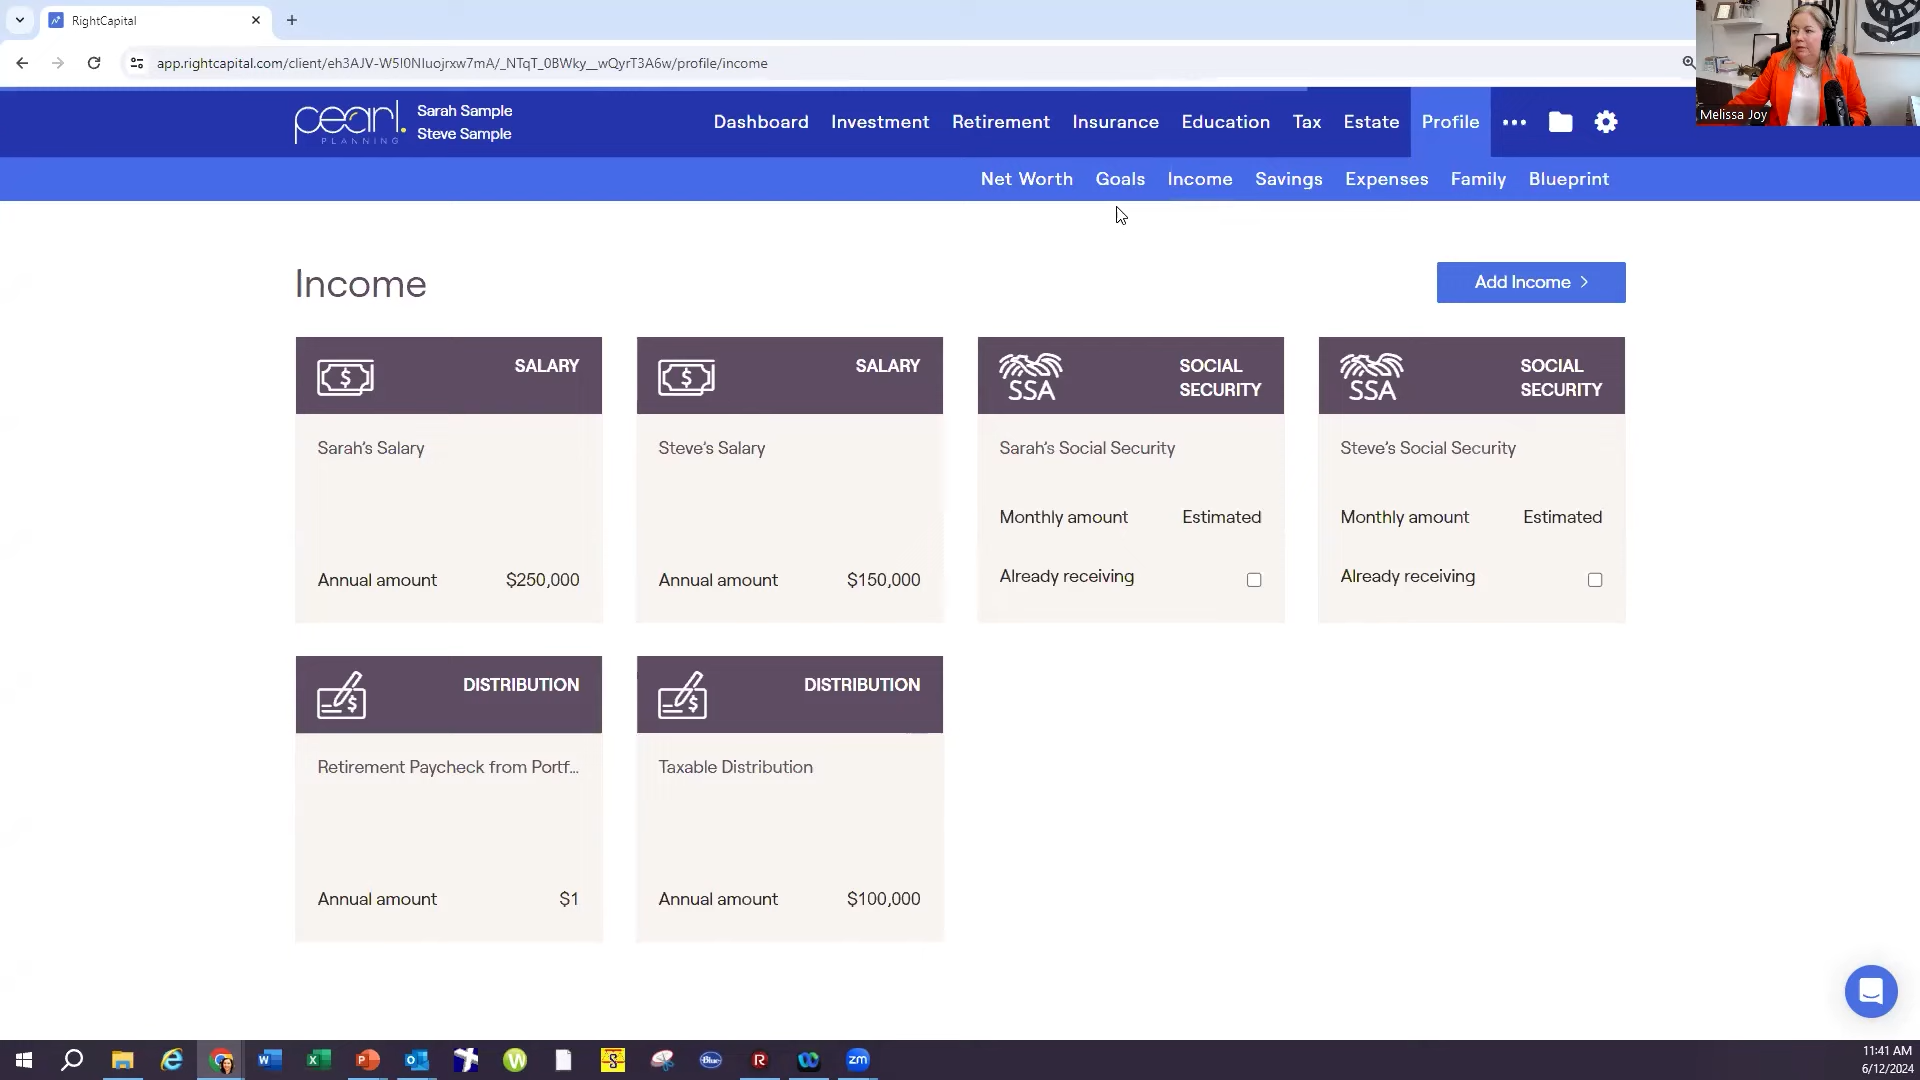 RightCapital
app.rightcapital.com/client/eh3AJV-W5I0NIuojrxw7mA/_NTqT_0BWky__wQyrT3A6w/profile/income
Melissa Joy
pearl.
PLANNING
Sarah Sample
Steve Sample
Dashboard Investment Retirement Insurance Education Tax Estate Profile
Net Worth Goals Income Savings Expenses Family Blueprint
Income
Add Income
SALARY
Sarah's Salary
Annual amount $250,000
SALARY
Steve's Salary
Annual amount $150,000
SSA
SOCIAL
SECURITY
Sarah's Social Security
Monthly amount Estimated
Already receiving
SSA
SOCIAL
SECURITY
Steve's Social Security
Monthly amount Estimated
Already receiving
DISTRIBUTION
Retirement Paycheck from Portf...
Annual amount $1
DISTRIBUTION
Taxable Distribution
Annual amount $100,000
zm
11:41 AM
6/12/2024